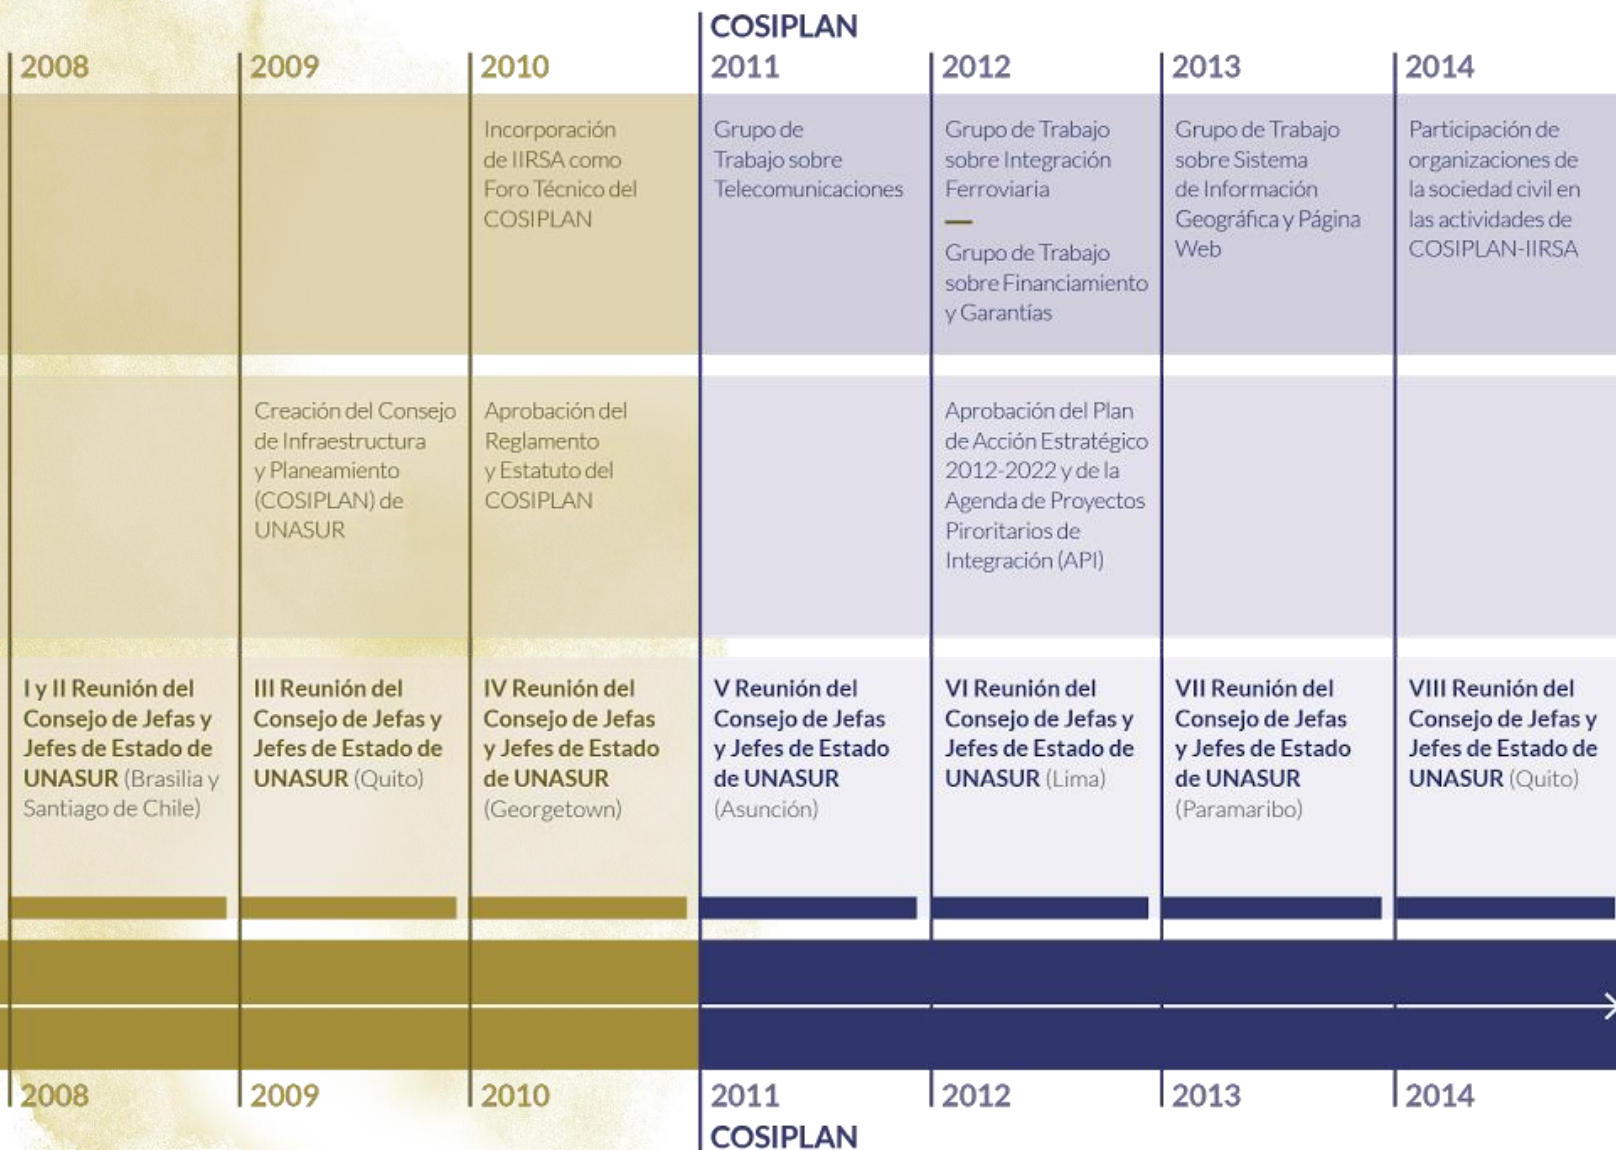 COSIPLAN
2008
2009
2010
2011
2012
2013
2014
Incorporación
de IIRSA como
Foro Técnico del
COSIPLAN
Grupo de
Trabajo sobre
Telecomunicaciones
Grupo de Trabajo
sobre Integración
Ferroviaria
—
Grupo de Trabajo
sobre Financiamiento
y Garantías
Grupo de Trabajo
sobre Sistema
de Información
Geográfica y Página
Web
Participación de
organizaciones de
la sociedad civil en
las actividades de
COSIPLAN-IIRSA
Creación del Consejo
de Infraestructura
y Planeamiento
(COSIPLAN) de
UNASUR
Aprobación del
Reglamento
y Estatuto del
COSIPLAN
Aprobación del Plan
de Acción Estratégico
2012-2022 y de la
Agenda de Proyectos
Piroritarios de
Integración (API)
I y II Reunión del
Consejo de Jefas y
Jefes de Estado de
UNASUR (Brasilia y
Santiago de Chile)
III Reunión del
Consejo de Jefas y
Jefes de Estado de
UNASUR (Quito)
IV Reunión del
Consejo de Jefas
y Jefes de Estado
de UNASUR
(Georgetown)
V Reunión del
Consejo de Jefas
y Jefes de Estado
de UNASUR
(Asunción)
VI Reunión del
Consejo de Jefas y
Jefes de Estado de
UNASUR (Lima)
VII Reunión del
Consejo de Jefas
y Jefes de Estado
de UNASUR
(Paramaribo)
VIII Reunión del
Consejo de Jefas y
Jefes de Estado de
UNASUR (Quito)
2008
2009
2010
2011
2012
2013
2014
COSIPLAN